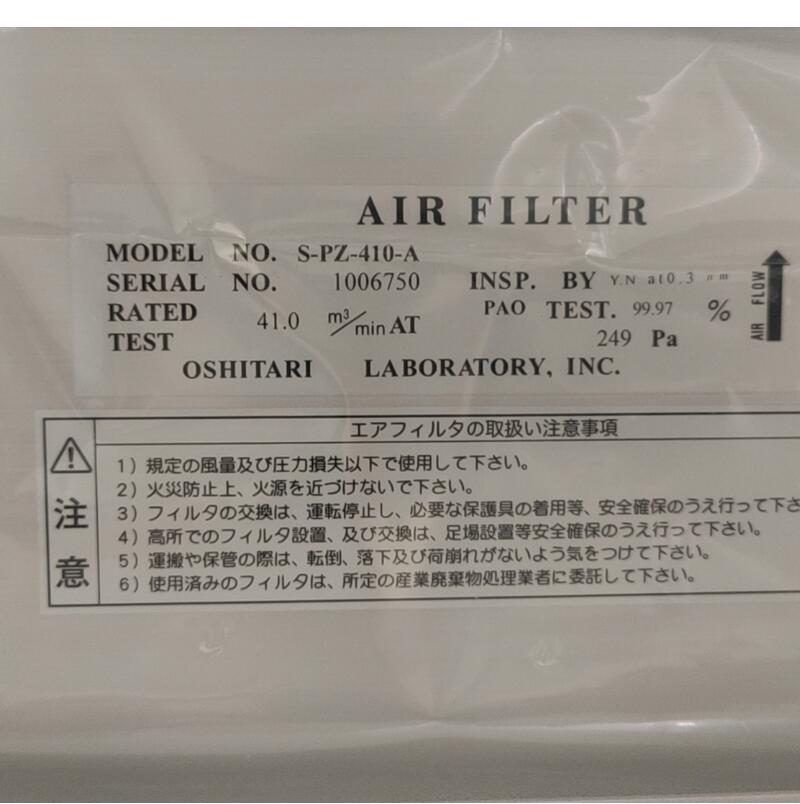 AIR FILTER
MODEL NO. S-PZ-410-A
SERIAL NO. 1006750 INSP. BY Y.N at0.3 μm
RATED TEST 41.0 m³/min AT PAO TEST. 99.97 %
249 Pa
OSHITARI LABORATORY, INC.
AIR FLOW
エアフィルタの取扱い注意事項
注意
1）規定の風量及び圧力損失以下で使用して下さい。
2）火災防止上、火源を近づけないで下さい。
3）フィルタの交換は、運転停止し、必要な保護具の着用等、安全確保のうえ行って下さ
4）高所でのフィルタ設置、及び交換は、足場設置等安全確保のうえ行って下さい。
5）運搬や保管の際は、転倒、落下及び荷崩れがないよう気をつけて下さい。
6）使用済みのフィルタは、所定の産業廃棄物処理業者に委託して下さい。